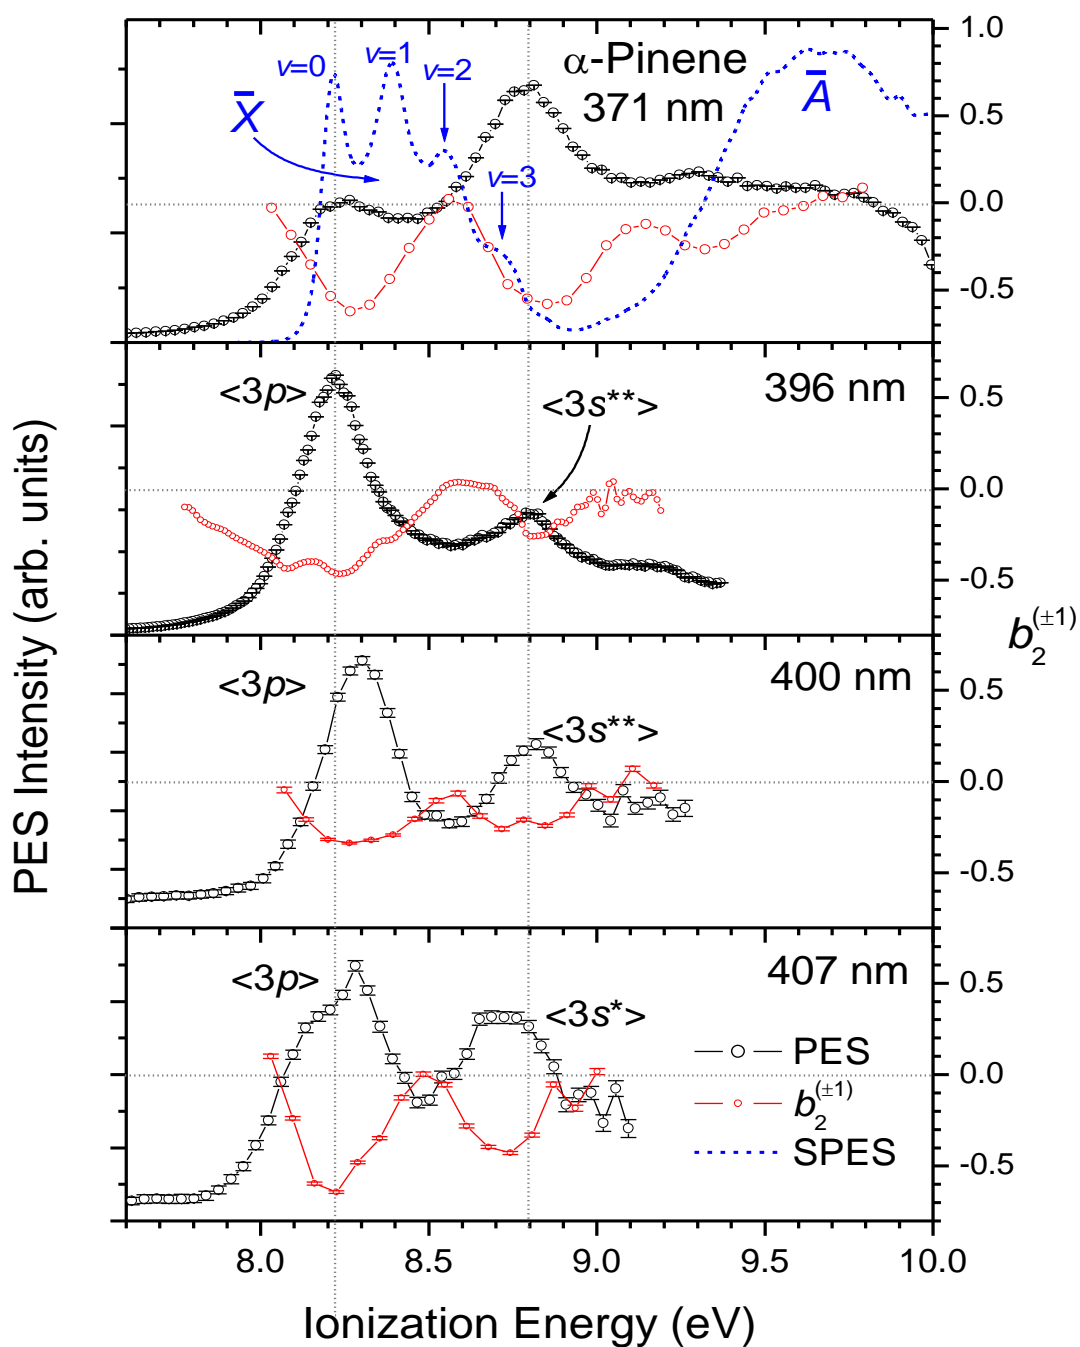 α-Pinene
371 nm
v=0
v=1
v=2
v=3
X̄
Ā
1.0
0.5
0.0
-0.5
<3p>
<3s**>
396 nm
0.5
0.0
-0.5
<3p>
<3s**>
400 nm
0.5
0.0
-0.5
<3p>
<3s*>
407 nm
PES
b₂⁽±¹⁾
SPES
0.5
0.0
-0.5
PES Intensity (arb. units)
b₂⁽±¹⁾
8.0 8.5 9.0 9.5 10.0
Ionization Energy (eV)